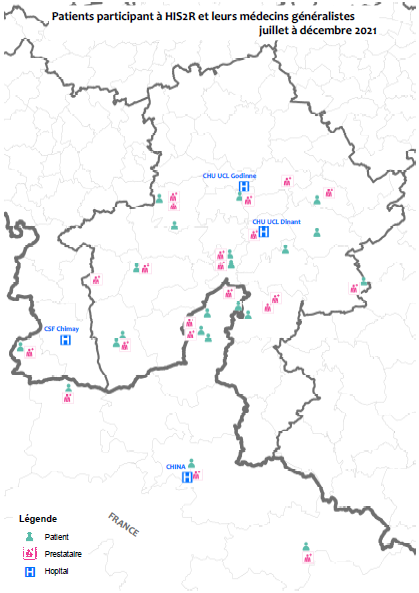 Patients participant à HIS2R et leurs médecins généralistes
juillet à décembre 2021
CHU UCL Godinne
CHU UCL Dinant
CSF Chimay
CHINA
FRANCE
Légende
Patient
Prestataire
Hopital